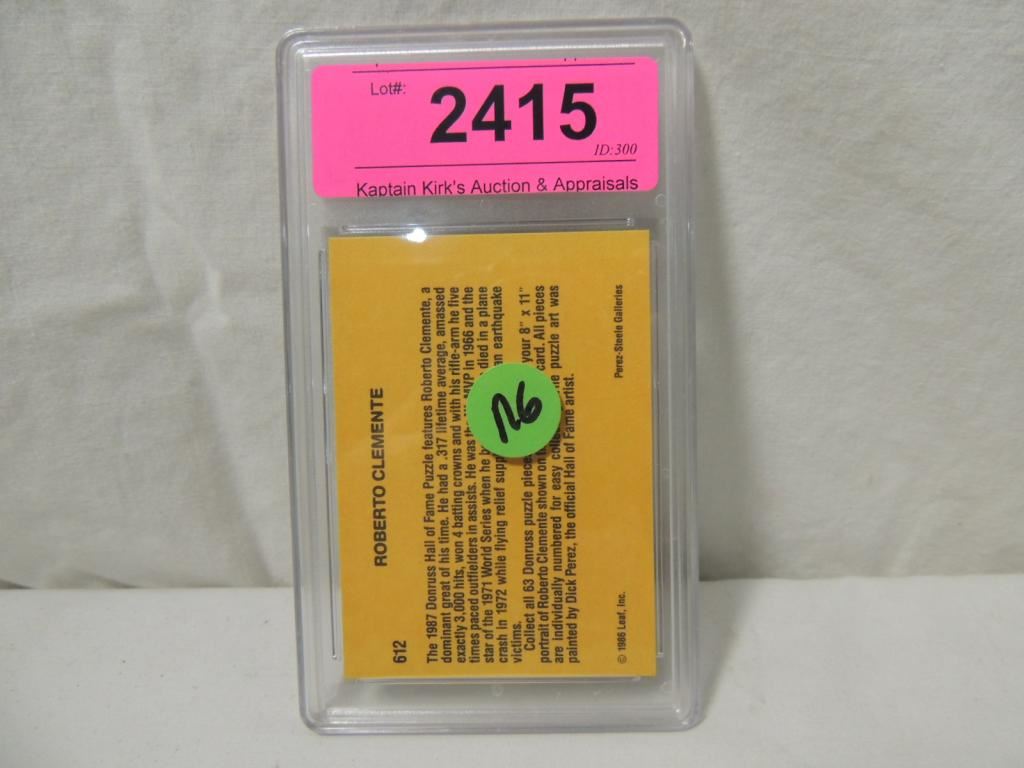 Lot#:
2415
ID:300
Kaptain Kirk's Auction & Appraisals
612
ROBERTO CLEMENTE
The 1987 Donruss Hall of Fame Puzzle features Roberto Clemente, a
dominant great of his time. He had a .317 lifetime average, amassed
exactly 3,000 hits, won 4 batting crowns and with his rifle-arm he five
times paced outfielders in assists. He was MVP in 1966 and the
star of the 1971 World Series when he died in a plane
crash in 1972 while flying relief an earthquake
victims.
Collect all 63 Donruss puzzle your 8" x 11"
portrait of Roberto Clemente shown on card. All pieces
are individually numbered for easy puzzle art was
painted by Dick Perez, the official Hall of Fame artist.
© 1986 Leaf, Inc.
Perez-Steele Galleries